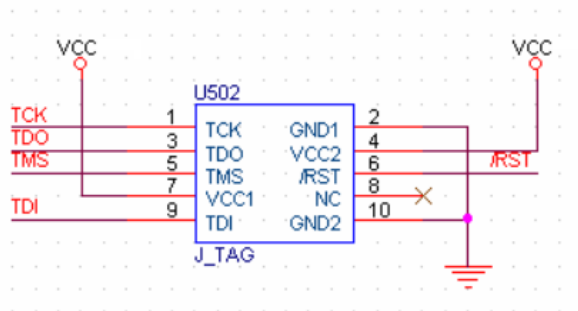 VCC VCC
U502
TCK 1 TCK GND1 2
TDO 3 TDO VCC2 4
TMS 5 TMS /RST 6 /RST
7 VCC1 NC 8
TDI 9 TDI GND2 10
J_TAG